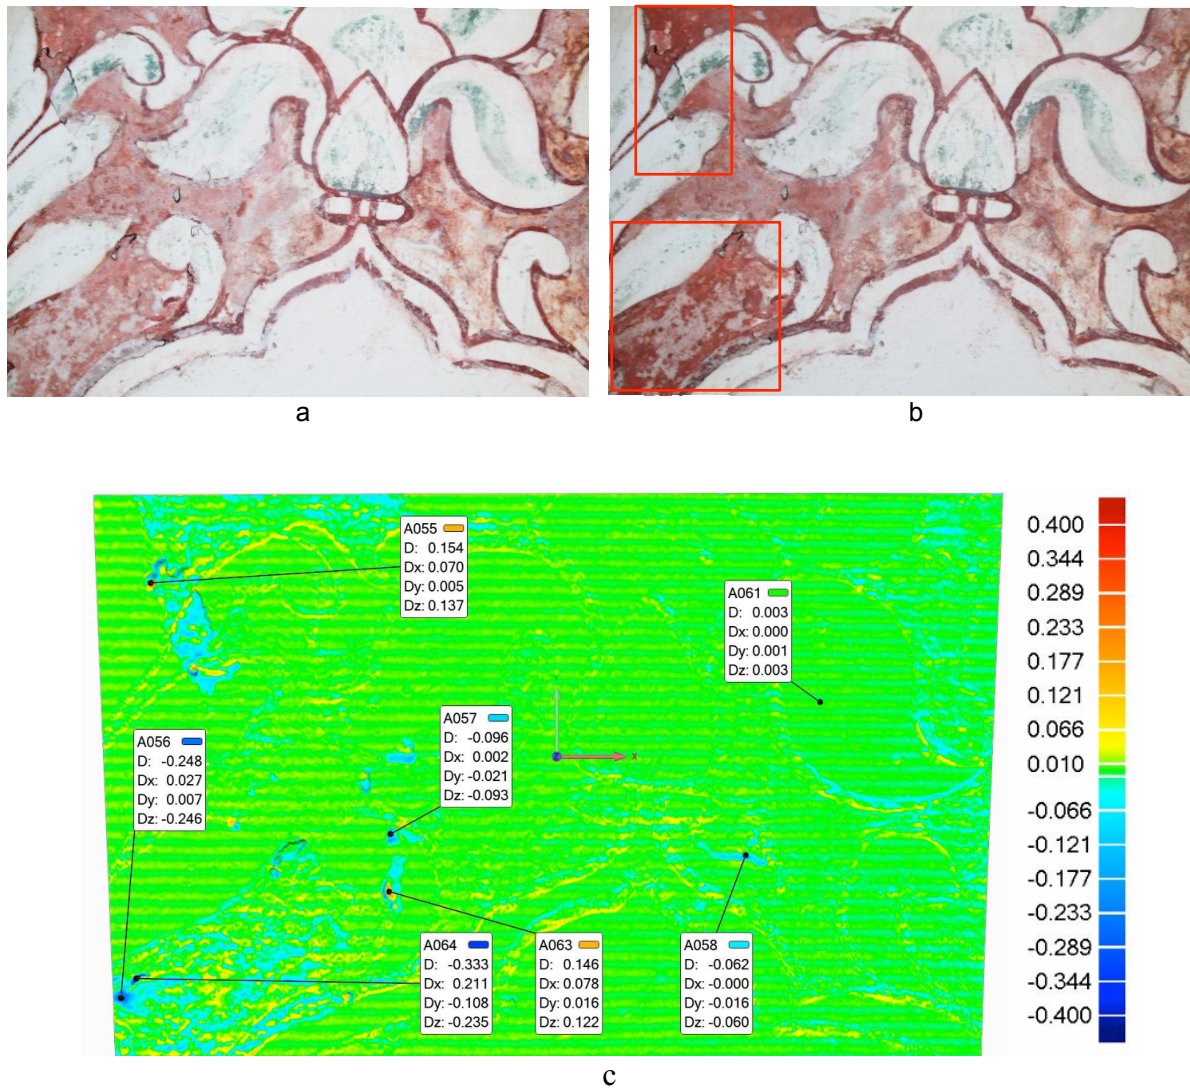 a
b
A055
D: 0.154
Dx: 0.070
Dy: 0.005
Dz: 0.137
A061
D: 0.003
Dx: 0.000
Dy: 0.001
Dz: 0.003
A057
D: -0.096
Dx: 0.002
Dy: -0.021
Dz: -0.093
A056
D: -0.248
Dx: 0.027
Dy: 0.007
Dz: -0.246
A064
D: -0.333
Dx: 0.211
Dy: -0.108
Dz: -0.235
A063
D: 0.146
Dx: 0.078
Dy: 0.016
Dz: 0.122
A058
D: -0.062
Dx: -0.000
Dy: -0.016
Dz: -0.060
X
0.400
0.344
0.289
0.233
0.177
0.121
0.066
0.010
-0.066
-0.121
-0.177
-0.233
-0.289
-0.344
-0.400
c